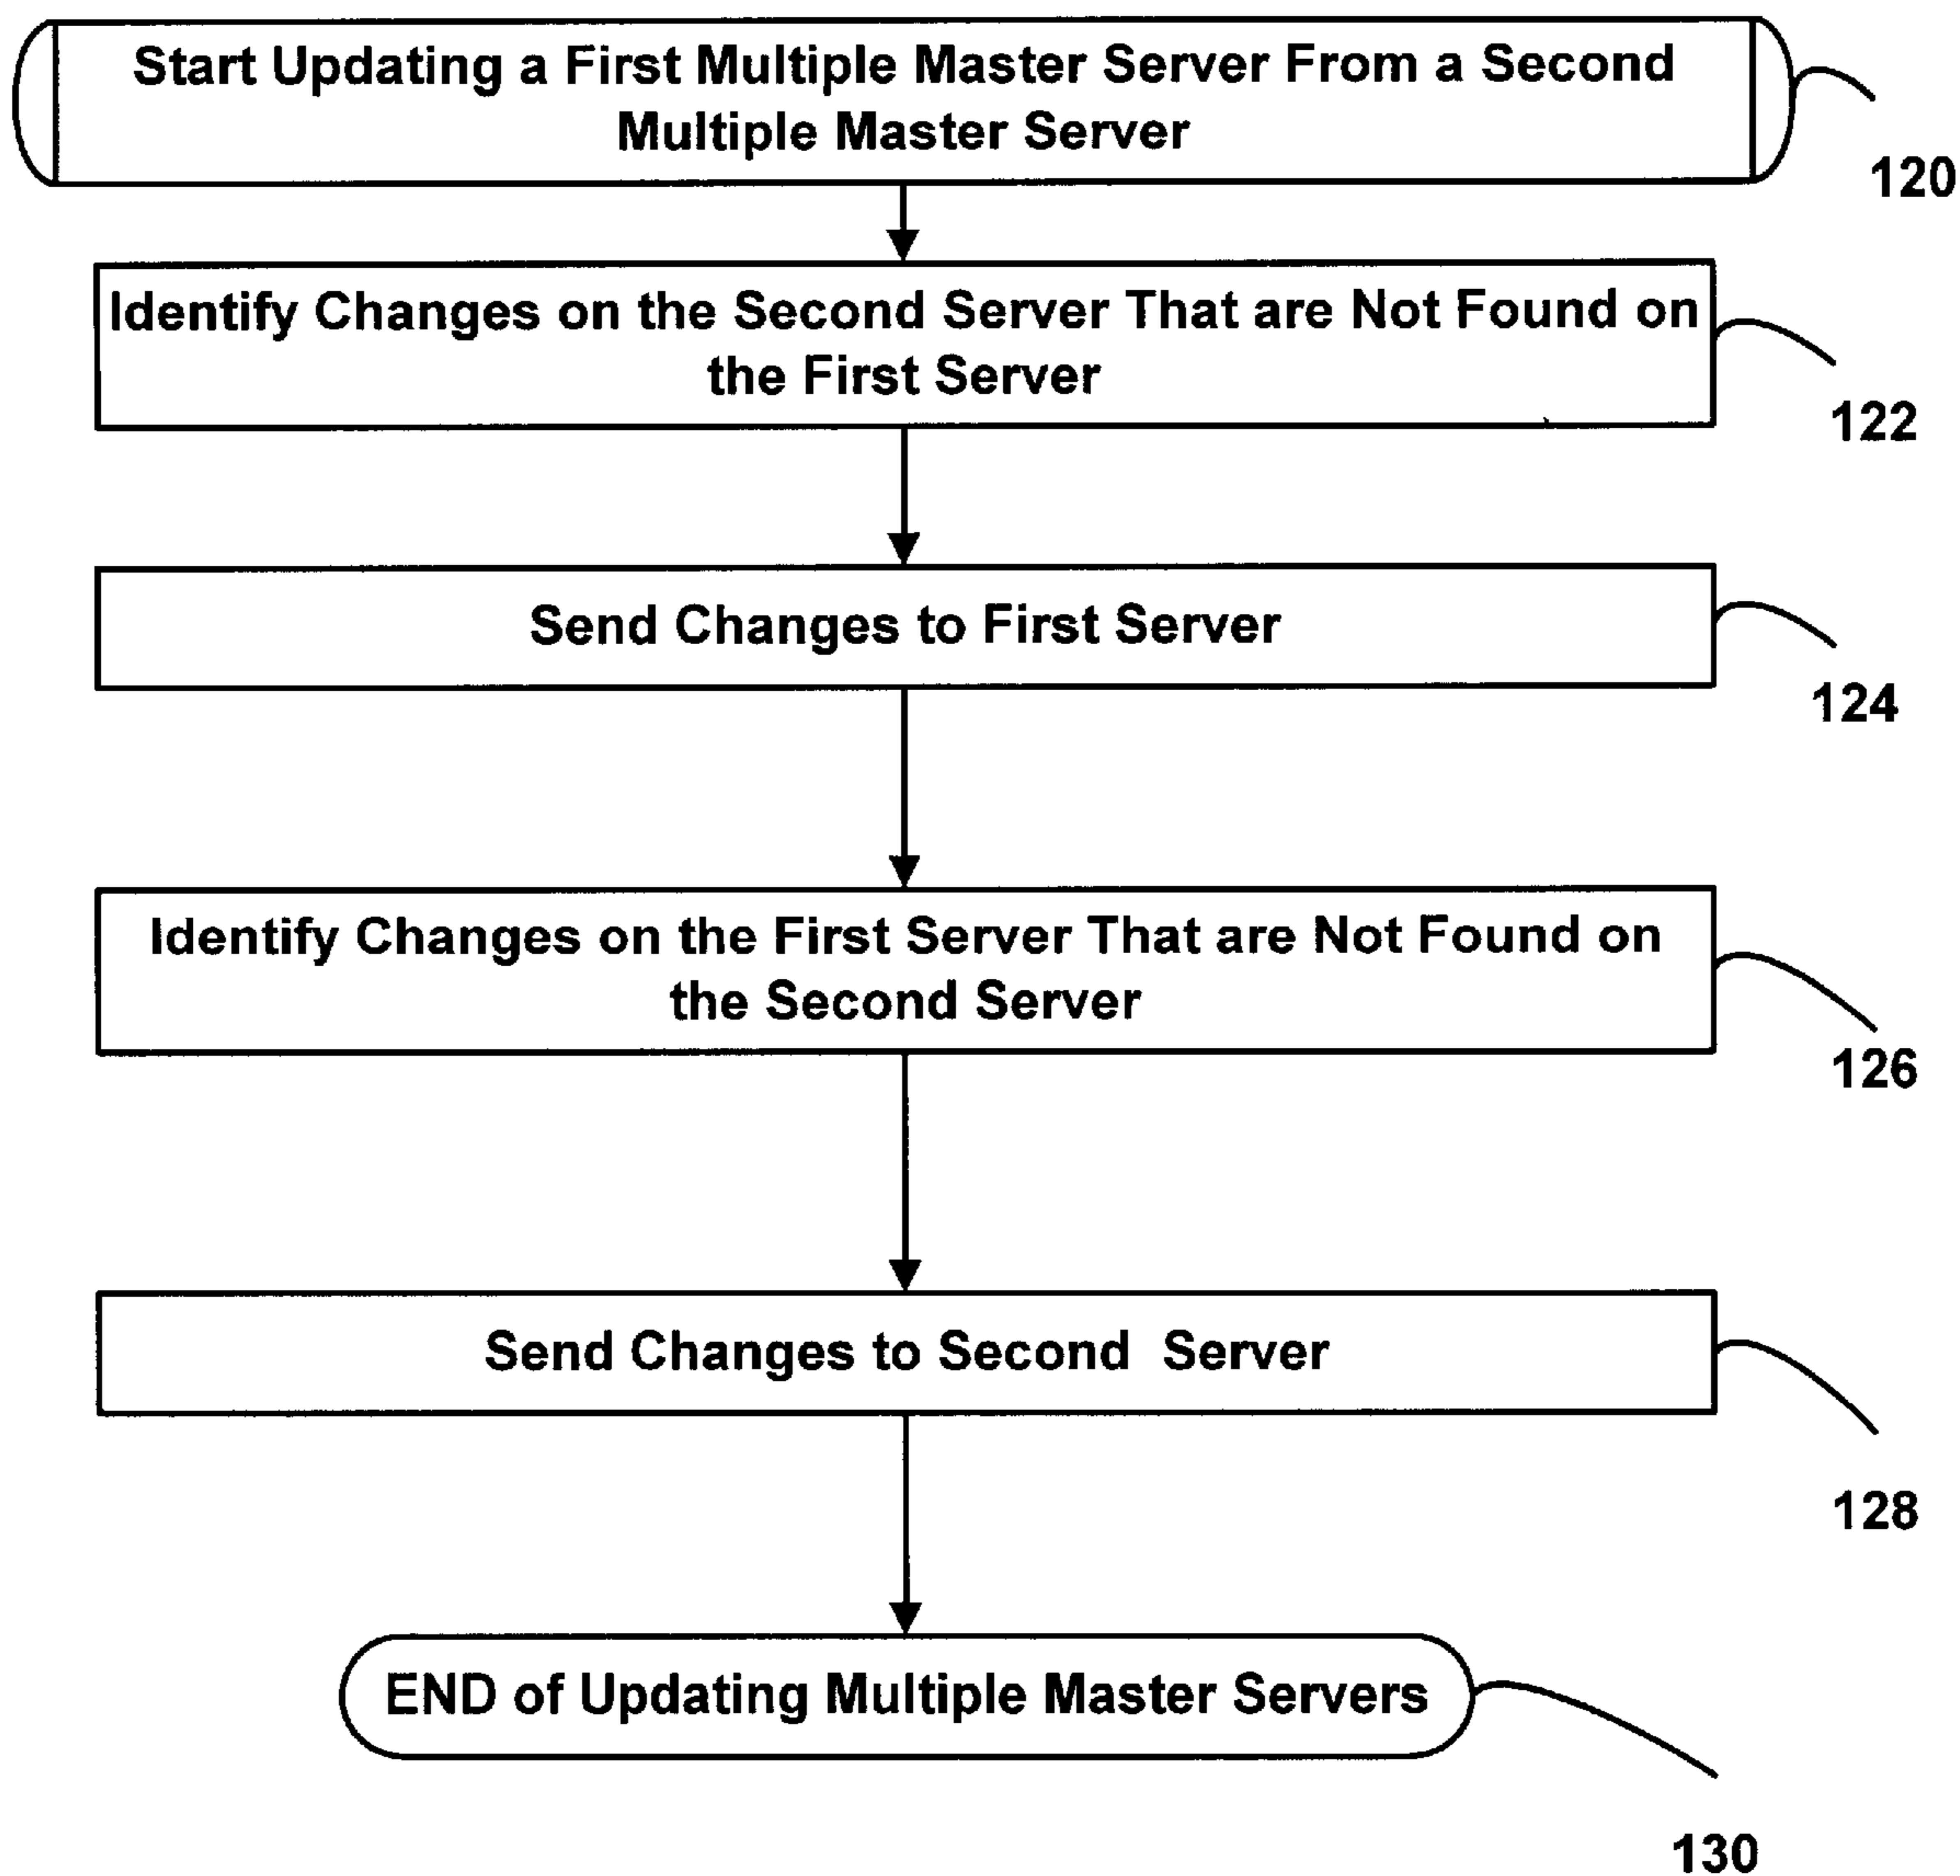 Start Updating a First Multiple Master Server From a Second
Multiple Master Server
120
Identify Changes on the Second Server That are Not Found on
the First Server
122
Send Changes to First Server
124
Identify Changes on the First Server That are Not Found on
the Second Server
126
Send Changes to Second Server
128
END of Updating Multiple Master Servers
130